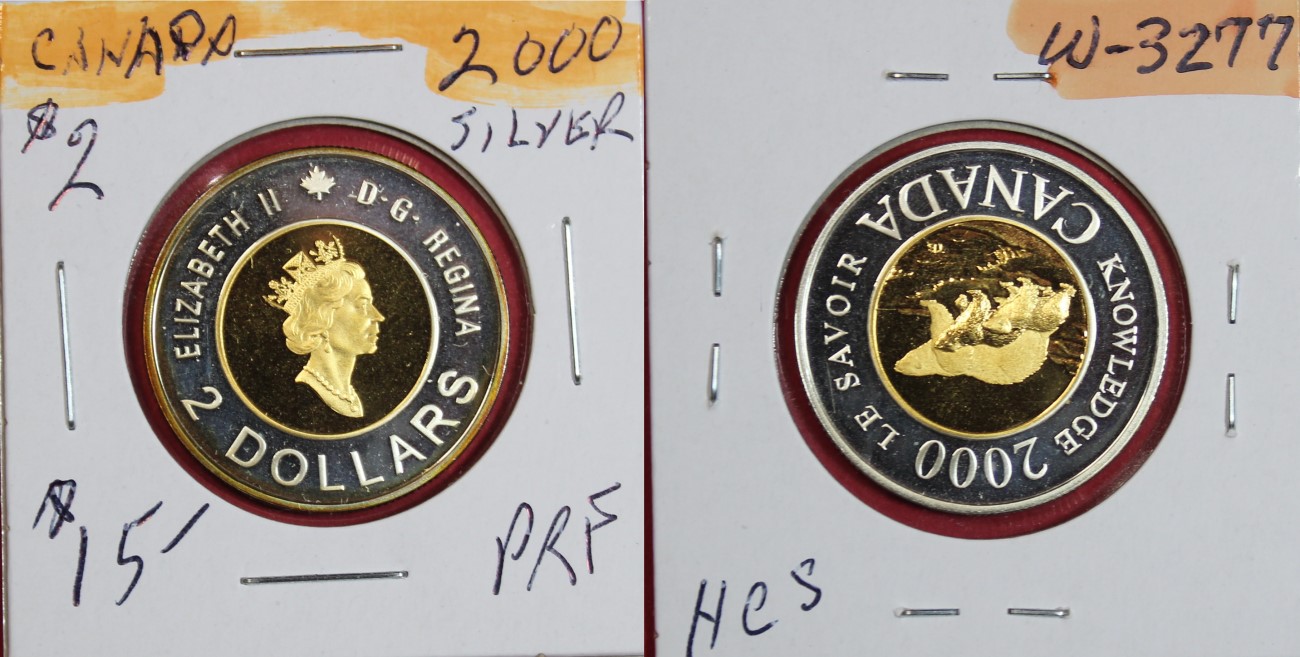 CANADA 2000
$2 SILVER
ELIZABETH II D·G· REGINA
2 DOLLARS
$15 PRF
W-3277
CANADA
LE SAVOIR
KNOWLEDGE
2000
HCS